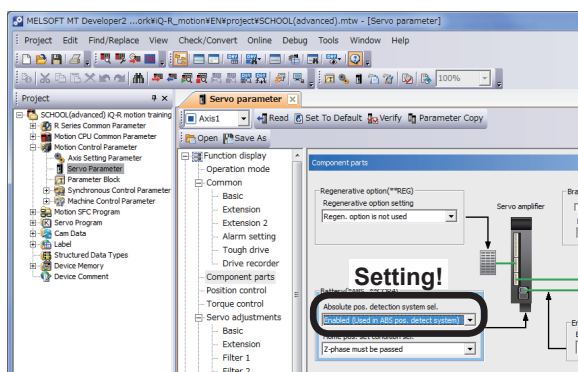 MELSOFT MT Developer2 ...ork¥iQ-R_motion¥EN¥project¥SCHOOL(advanced).mtw - [Servo parameter]
Project Edit Find/Replace View Check/Convert Online Debug Tools Window Help
100%
Project
Servo parameter
SCHOOL(advanced) iQ-R motion training
R Series Common Parameter
Motion CPU Common Parameter
Motion Control Parameter
Axis Setting Parameter
Servo Parameter
Parameter Block
Synchronous Control Parameter
Machine Control Parameter
Motion SFC Program
Servo Program
Cam Data
Label
Structured Data Types
Device Memory
Device Comment
Axis1 Read Set To Default Verify Parameter Copy
Open Save As
Function display
Operation mode
Common
Basic
Extension
Extension 2
Alarm setting
Tough drive
Drive recorder
Component parts
Position control
Torque control
Servo adjustments
Basic
Extension
Filter 1
Filter 2
Component parts
Regenerative option(**REG)
Regenerative option setting
Regen. option is not used
Servo amplifier
Setting!
Absolute pos. detection system sel.
Enabled (Used in ABS pos. detect system)
Home pos. set condition sel.
Z-phase must be passed